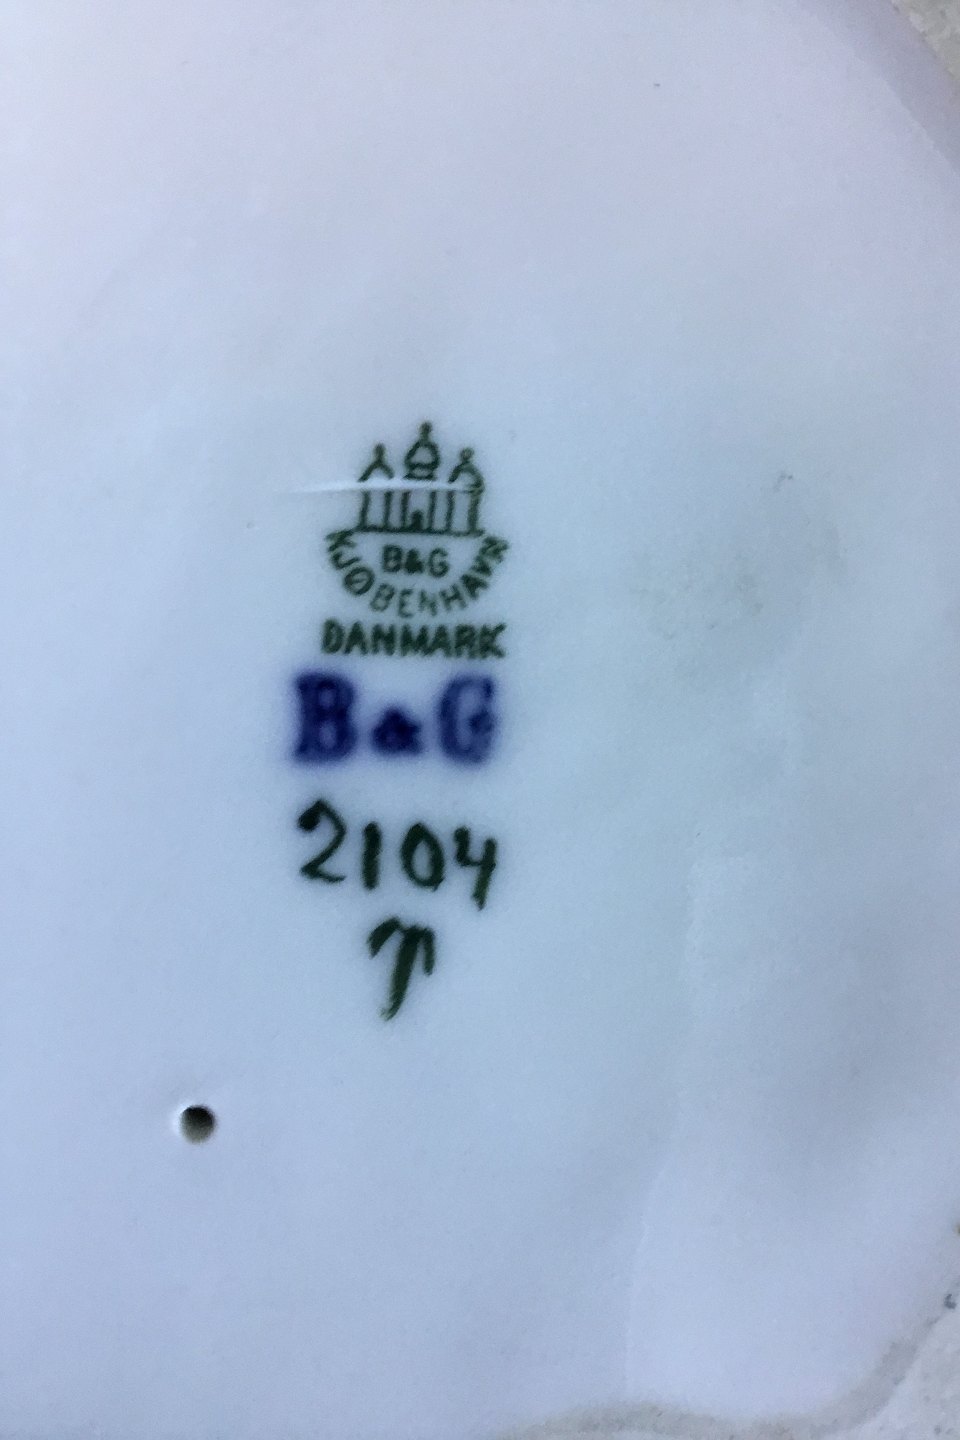 B&G
KJØBENHAVN
DANMARK
B&G
2104
T